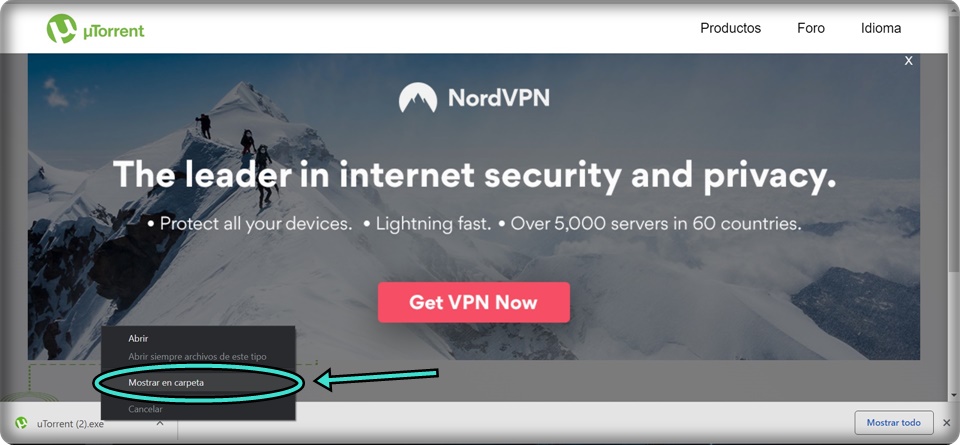 µTorrent
Productos Foro Idioma
X
NordVPN
The leader in internet security and privacy.
• Protect all your devices. • Lightning fast. • Over 5,000 servers in 60 countries.
Get VPN Now
Abrir
Abrir siempre archivos de este tipo
Mostrar en carpeta
Cancelar
uTorrent (2).exe
Mostrar todo